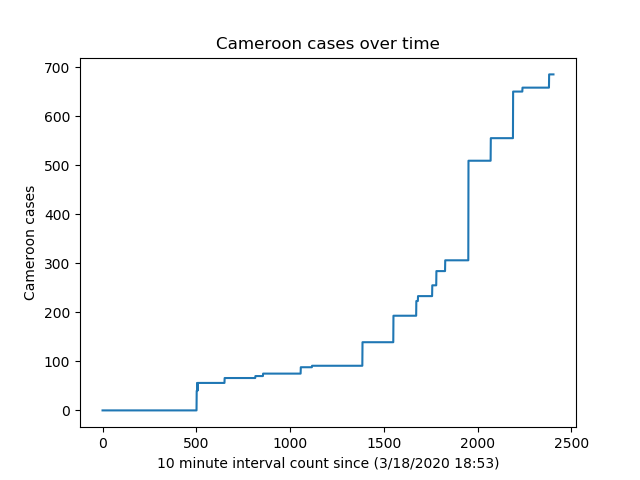 Cameroon cases over time
700
600
500
400
300
200
100
0
Cameroon cases
0 500 1000 1500 2000 2500
10 minute interval count since (3/18/2020 18:53)